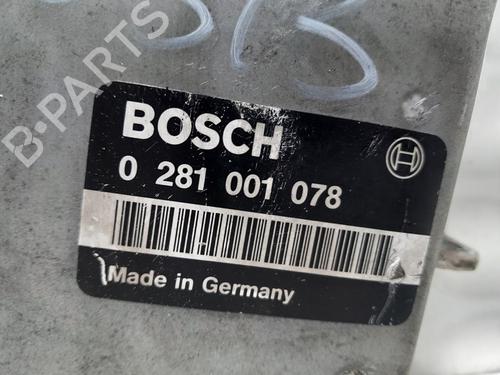 B-PARTS
BOSCH
0 281 001 078
Made in Germany